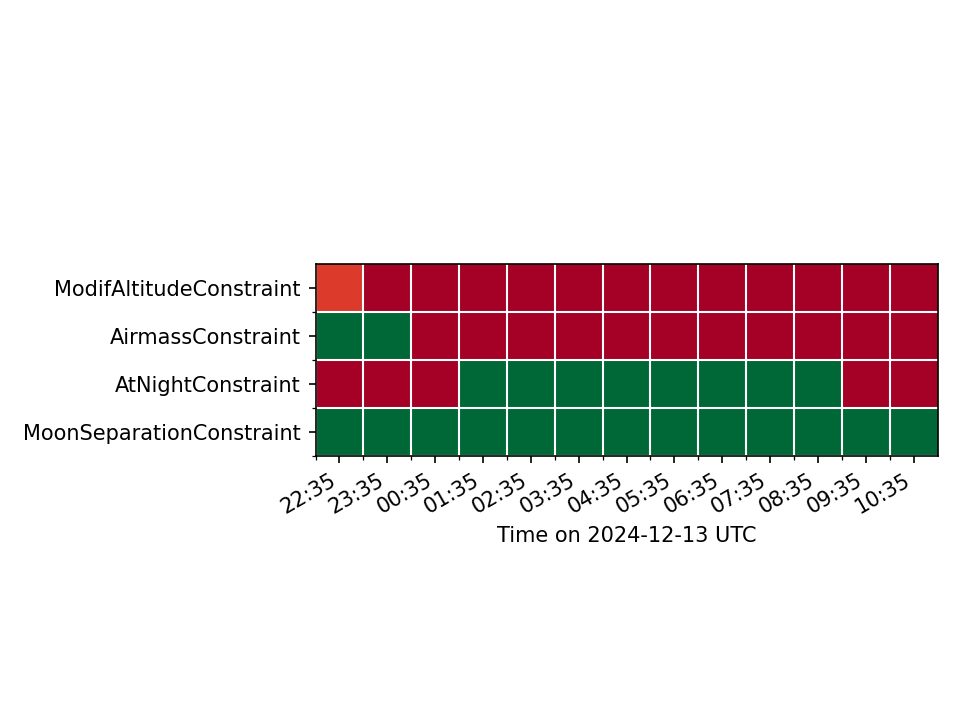 ModifAltitudeConstraint
AirmassConstraint
AtNightConstraint
MoonSeparationConstraint
22:35
23:35
00:35
01:35
02:35
03:35
04:35
05:35
06:35
07:35
08:35
09:35
10:35
Time on 2024-12-13 UTC